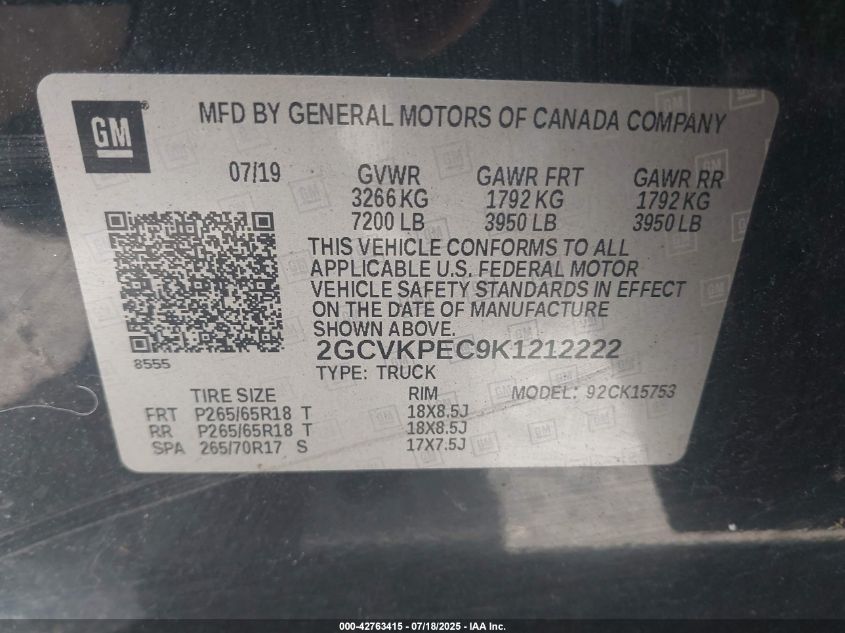 GM
MFD BY GENERAL MOTORS OF CANADA COMPANY
07/19 GVWR GAWR FRT GAWR RR
3266 KG 1792 KG 1792 KG
7200 LB 3950 LB 3950 LB
THIS VEHICLE CONFORMS TO ALL
APPLICABLE U.S. FEDERAL MOTOR
VEHICLE SAFETY STANDARDS IN EFFECT
ON THE DATE OF MANUFACTURE
SHOWN ABOVE.
2GCVKPEC9K1212222
8555
TYPE: TRUCK
TIRE SIZE RIM MODEL: 92CK15753
FRT P265/65R18 T 18X8.5J
RR P265/65R18 T 18X8.5J
SPA 265/70R17 S 17X7.5J
000-42763415 - 07/18/2025 - IAA Inc.